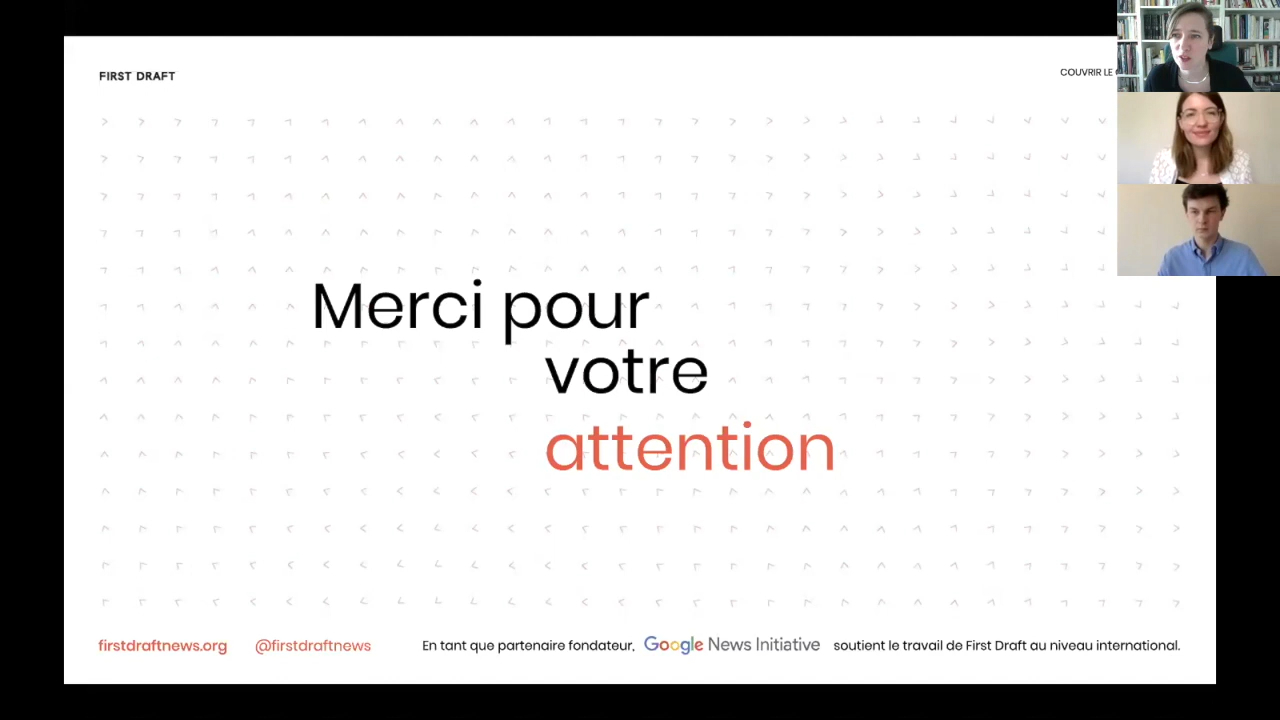 FIRST DRAFT
COUVRIR LE
Merci pour
votre
attention
firstdraftnews.org @firstdraftnews En tant que partenaire fondateur, Google News Initiative soutient le travail de First Draft au niveau international.